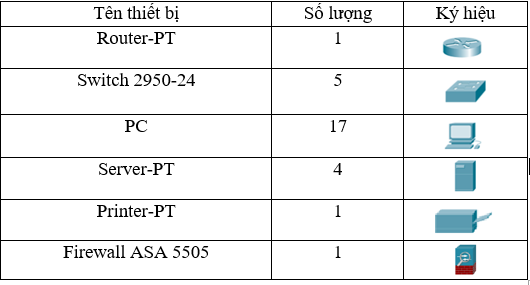 Tên thiết bị Số lượng Ký hiệu
Router-PT 1
Switch 2950-24 5
PC 17
Server-PT 4
Printer-PT 1
Firewall ASA 5505 1